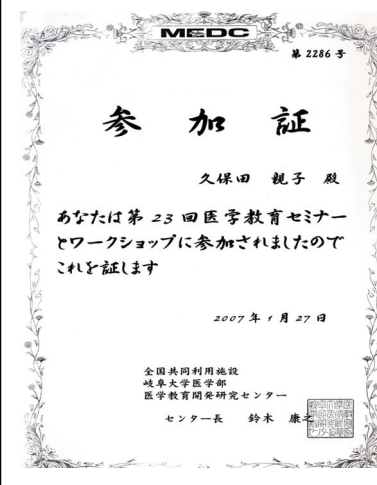 MEDC
第 2286 号
参加証
久保田 親子 殿
あなたは第 23 回医学教育セミナー
とワークショップに参加されましたので
これを証します
2007 年 1 月 27 日
全国共同利用施設
岐阜大学医学部
医学教育開発研究センター
センター長 鈴木 康之